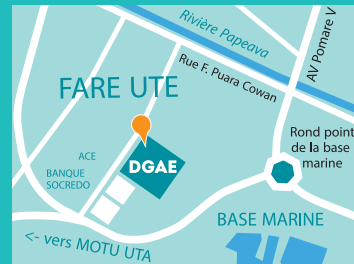 Rivière Papeava
Rue F. Puara Cowan
AV Pomare V
FARE UTE
Rond point
de la base
marine
ACE
DGAE
BANQUE
SOCREDO
BASE MARINE
<- vers MOTU UTA